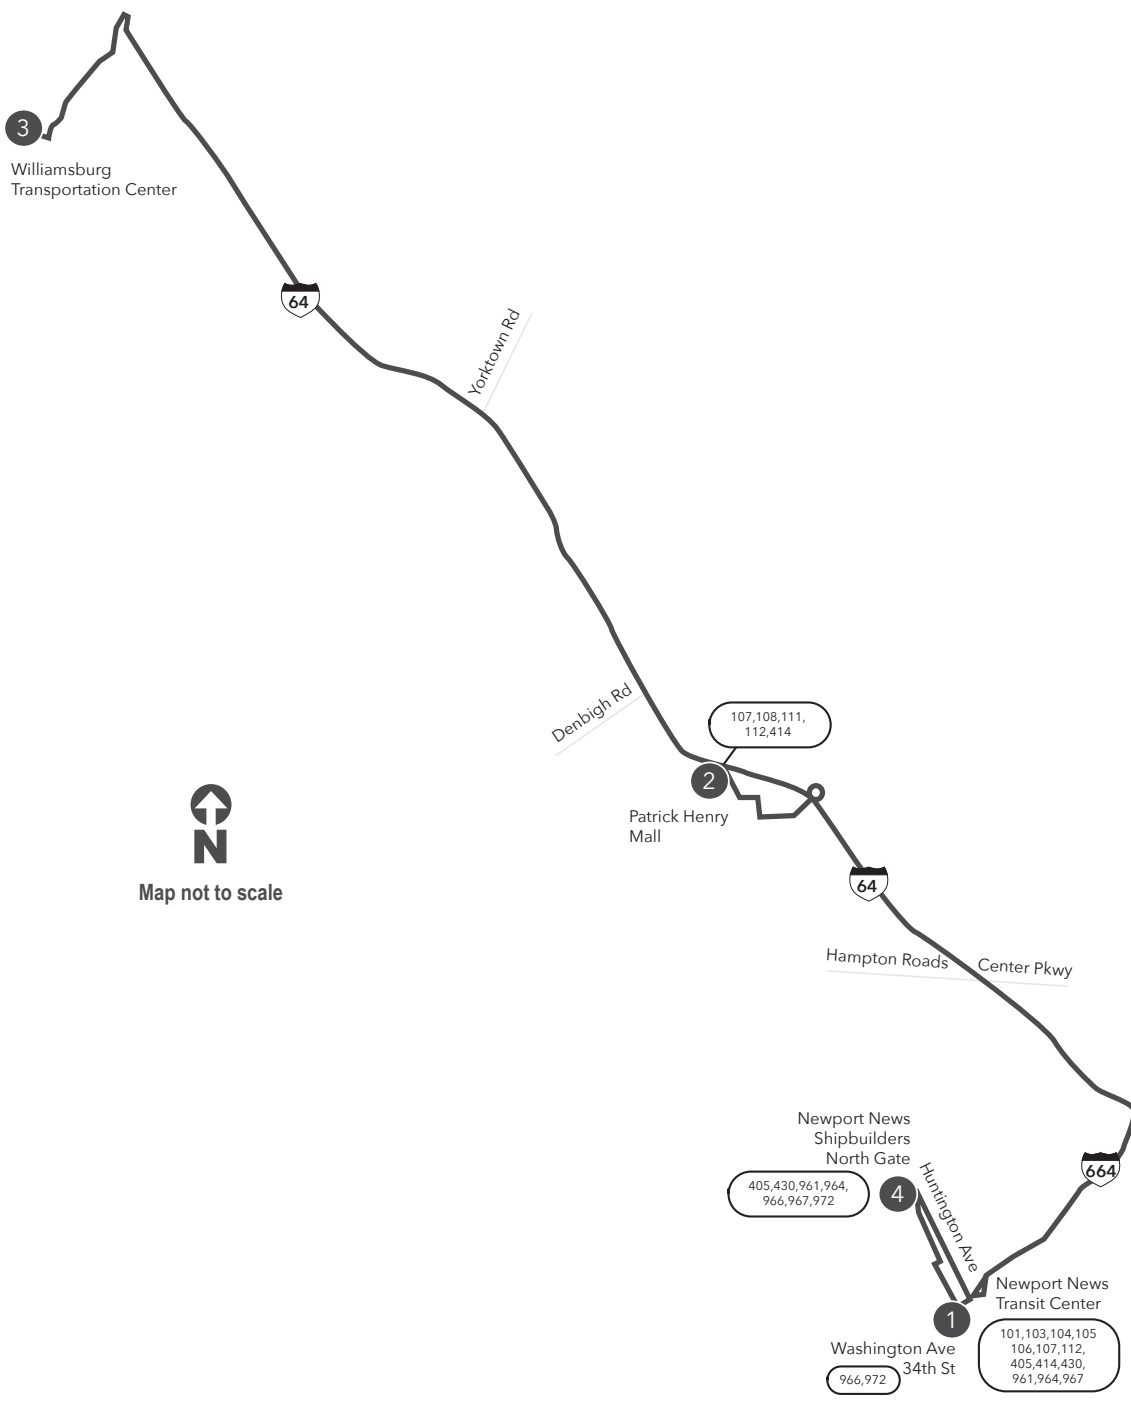 3
Williamsburg
Transportation Center
64
Yorktown Rd
Denbigh Rd
107,108,111,
112,414
2
Patrick Henry
Mall
N
Map not to scale
64
Hampton Roads Center Pkwy
Newport News
Shipbuilders
North Gate
405,430,961,964,
966,967,972
4
Huntington Ave
664
Newport News
Transit Center
101,103,104,105
106,107,112,
405,414,430,
961,964,967
1
Washington Ave
34th St
966,972